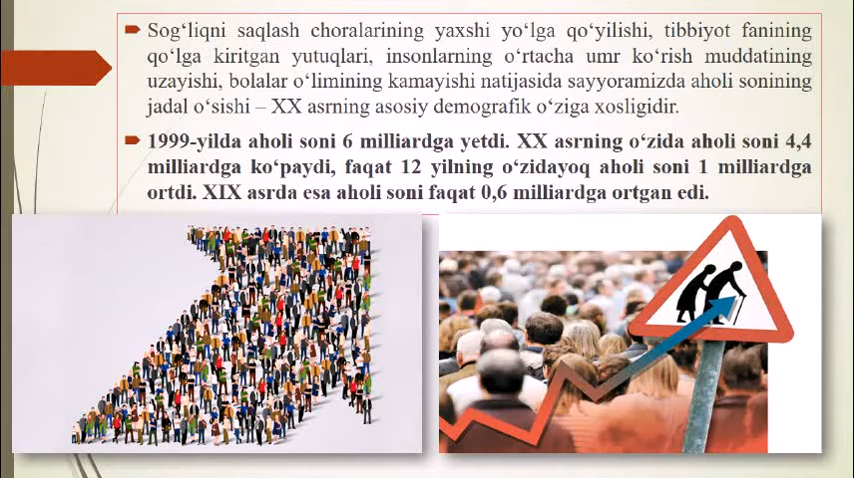 Sog‘liqni saqlash choralarining yaxshi yo‘lga qo‘yilishi, tibbiyot fanining
qo‘lga kiritgan yutuqlari, insonlarning o‘rtacha umr ko‘rish muddatining
uzayishi, bolalar o‘limining kamayishi natijasida sayyoramizda aholi sonining
jadal o‘sishi – XX asrning asosiy demografik o‘ziga xosligidir.
1999-yilda aholi soni 6 milliardga yetdi. XX asrning o‘zida aholi soni 4,4
milliardga ko‘paydi, faqat 12 yilning o‘zidayoq aholi soni 1 milliardga
ortdi. XIX asrda esa aholi soni faqat 0,6 milliardga ortgan edi.